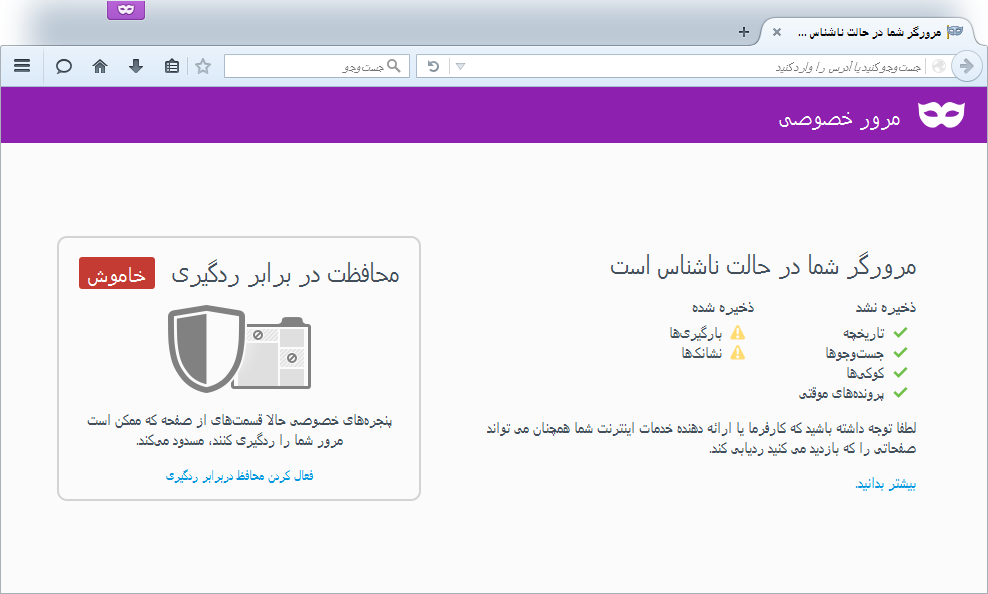 مرورگر شما در حالت ناشناس ...
جست‌وجو کنید یا آدرس را وارد کنید
جست‌وجو
مرور خصوصی
مرورگر شما در حالت ناشناس است
ذخیره نشد
تاریخچه
جست‌وجوها
کوکی‌ها
پرونده‌های موقتی
ذخیره شده
بارگیری‌ها
نشانک‌ها
لطفا توجه داشته باشید که کارفرما یا ارائه دهنده خدمات اینترنت شما همچنان می تواند
صفحاتی را که بازدید می کنید ردیابی کند.
بیشتر بدانید.
محافظت در برابر ردگیری
خاموش
پنجره‌های خصوصی حالا قسمت‌های از صفحه که ممکن است
مرور شما را ردگیری کنند، مسدود می‌کند.
فعال کردن محافظ دربرابر ردگیری